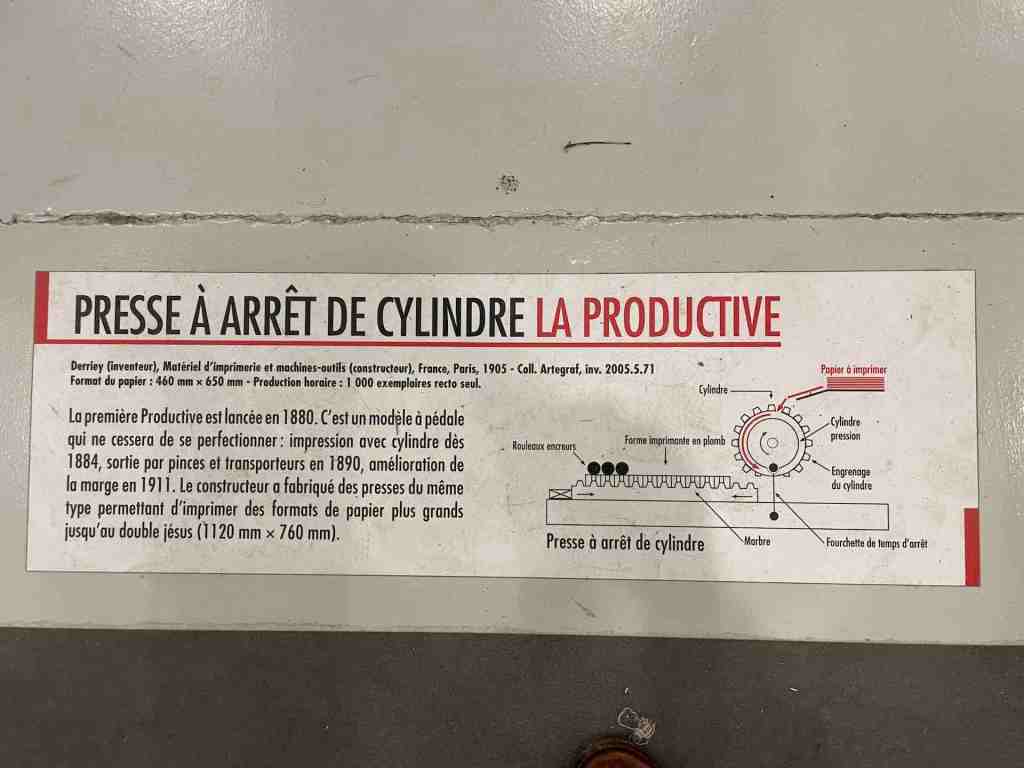 PRESSE À ARRÊT DE CYLINDRE LA PRODUCTIVE
Derriey (inventeur), Matériel d'imprimerie et machines-outils (constructeur), France, Paris, 1905 - Coll. Artegraf, inv. 2005.5.71
Format du papier : 460 mm × 650 mm - Production horaire : 1 000 exemplaires recto seul.
La première Productive est lancée en 1880. C'est un modèle à pédale
qui ne cessera de se perfectionner : impression avec cylindre dès
1884, sortie par pinces et transporteurs en 1890, amélioration de
la marge en 1911. Le constructeur a fabriqué des presses du même
type permettant d'imprimer des formats de papier plus grands
jusqu'au double jésus (1120 mm × 760 mm).
Papier à imprimer
Cylindre
Cylindre
pression
Rouleaux encreurs
Forme imprimante en plomb
Engrenage
du cylindre
Presse à arrêt de cylindre
Marbre
Fourchette de temps d'arrêt